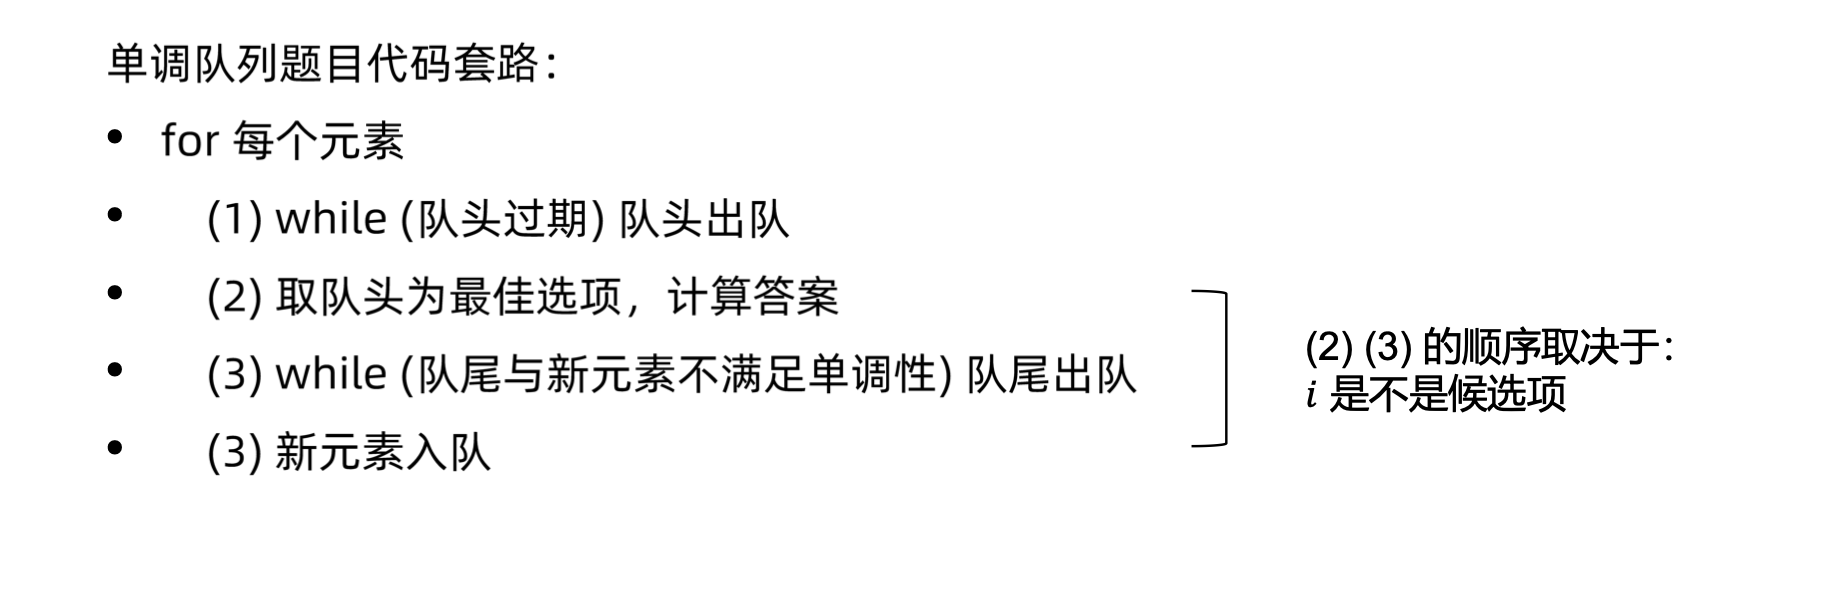 单调队列题目代码套路：
• for 每个元素
• (1) while (队头过期) 队头出队
• (2) 取队头为最佳选项，计算答案
• (3) while (队尾与新元素不满足单调性) 队尾出队
• (3) 新元素入队
(2) (3) 的顺序取决于：
i 是不是候选项